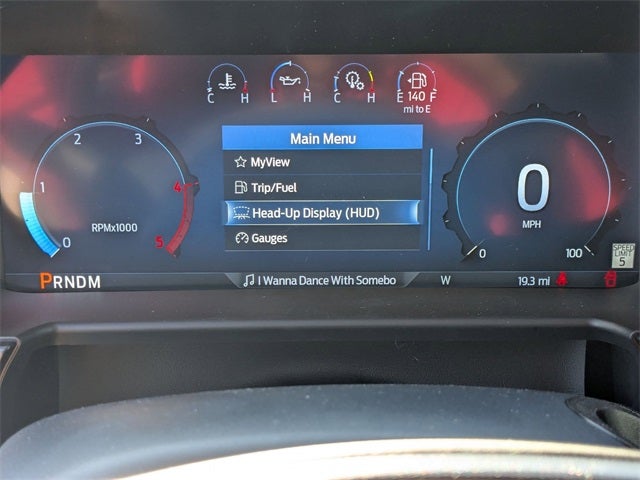 C H
L H
C H
E 140 F
mi to E
Main Menu
MyView
Trip/Fuel
Head-Up Display (HUD)
Gauges
0 1 2 3 4 5
RPMx1000
0
MPH
0 100
SPEED
LIMIT
5
PRNDM
I Wanna Dance With Somebo
W
19.3 mi